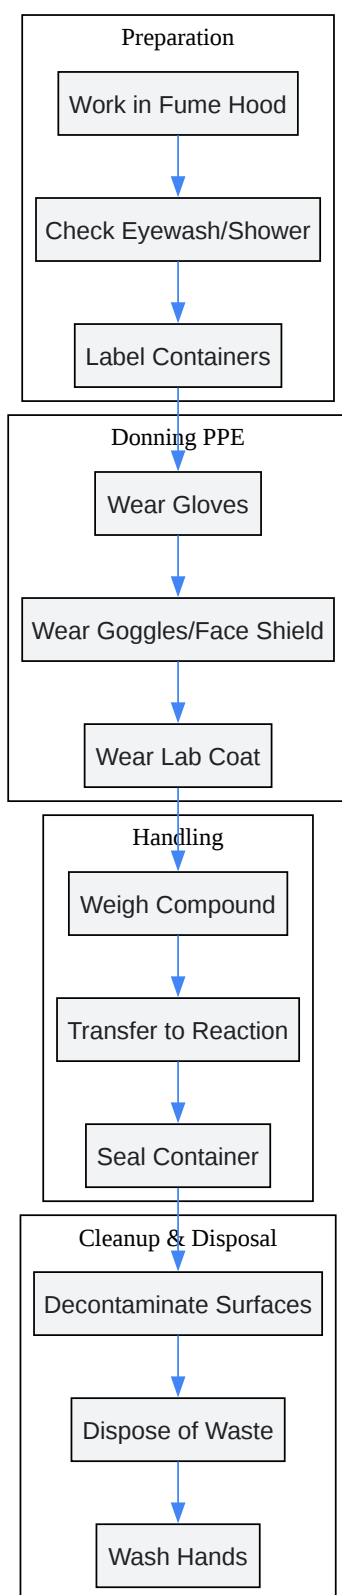 Preparation
Work in Fume Hood
Check Eyewash/Shower
Label Containers
Donning PPE
Wear Gloves
Wear Goggles/Face Shield
Wear Lab Coat
Handling
Weigh Compound
Transfer to Reaction
Seal Container
Cleanup & Disposal
Decontaminate Surfaces
Dispose of Waste
Wash Hands